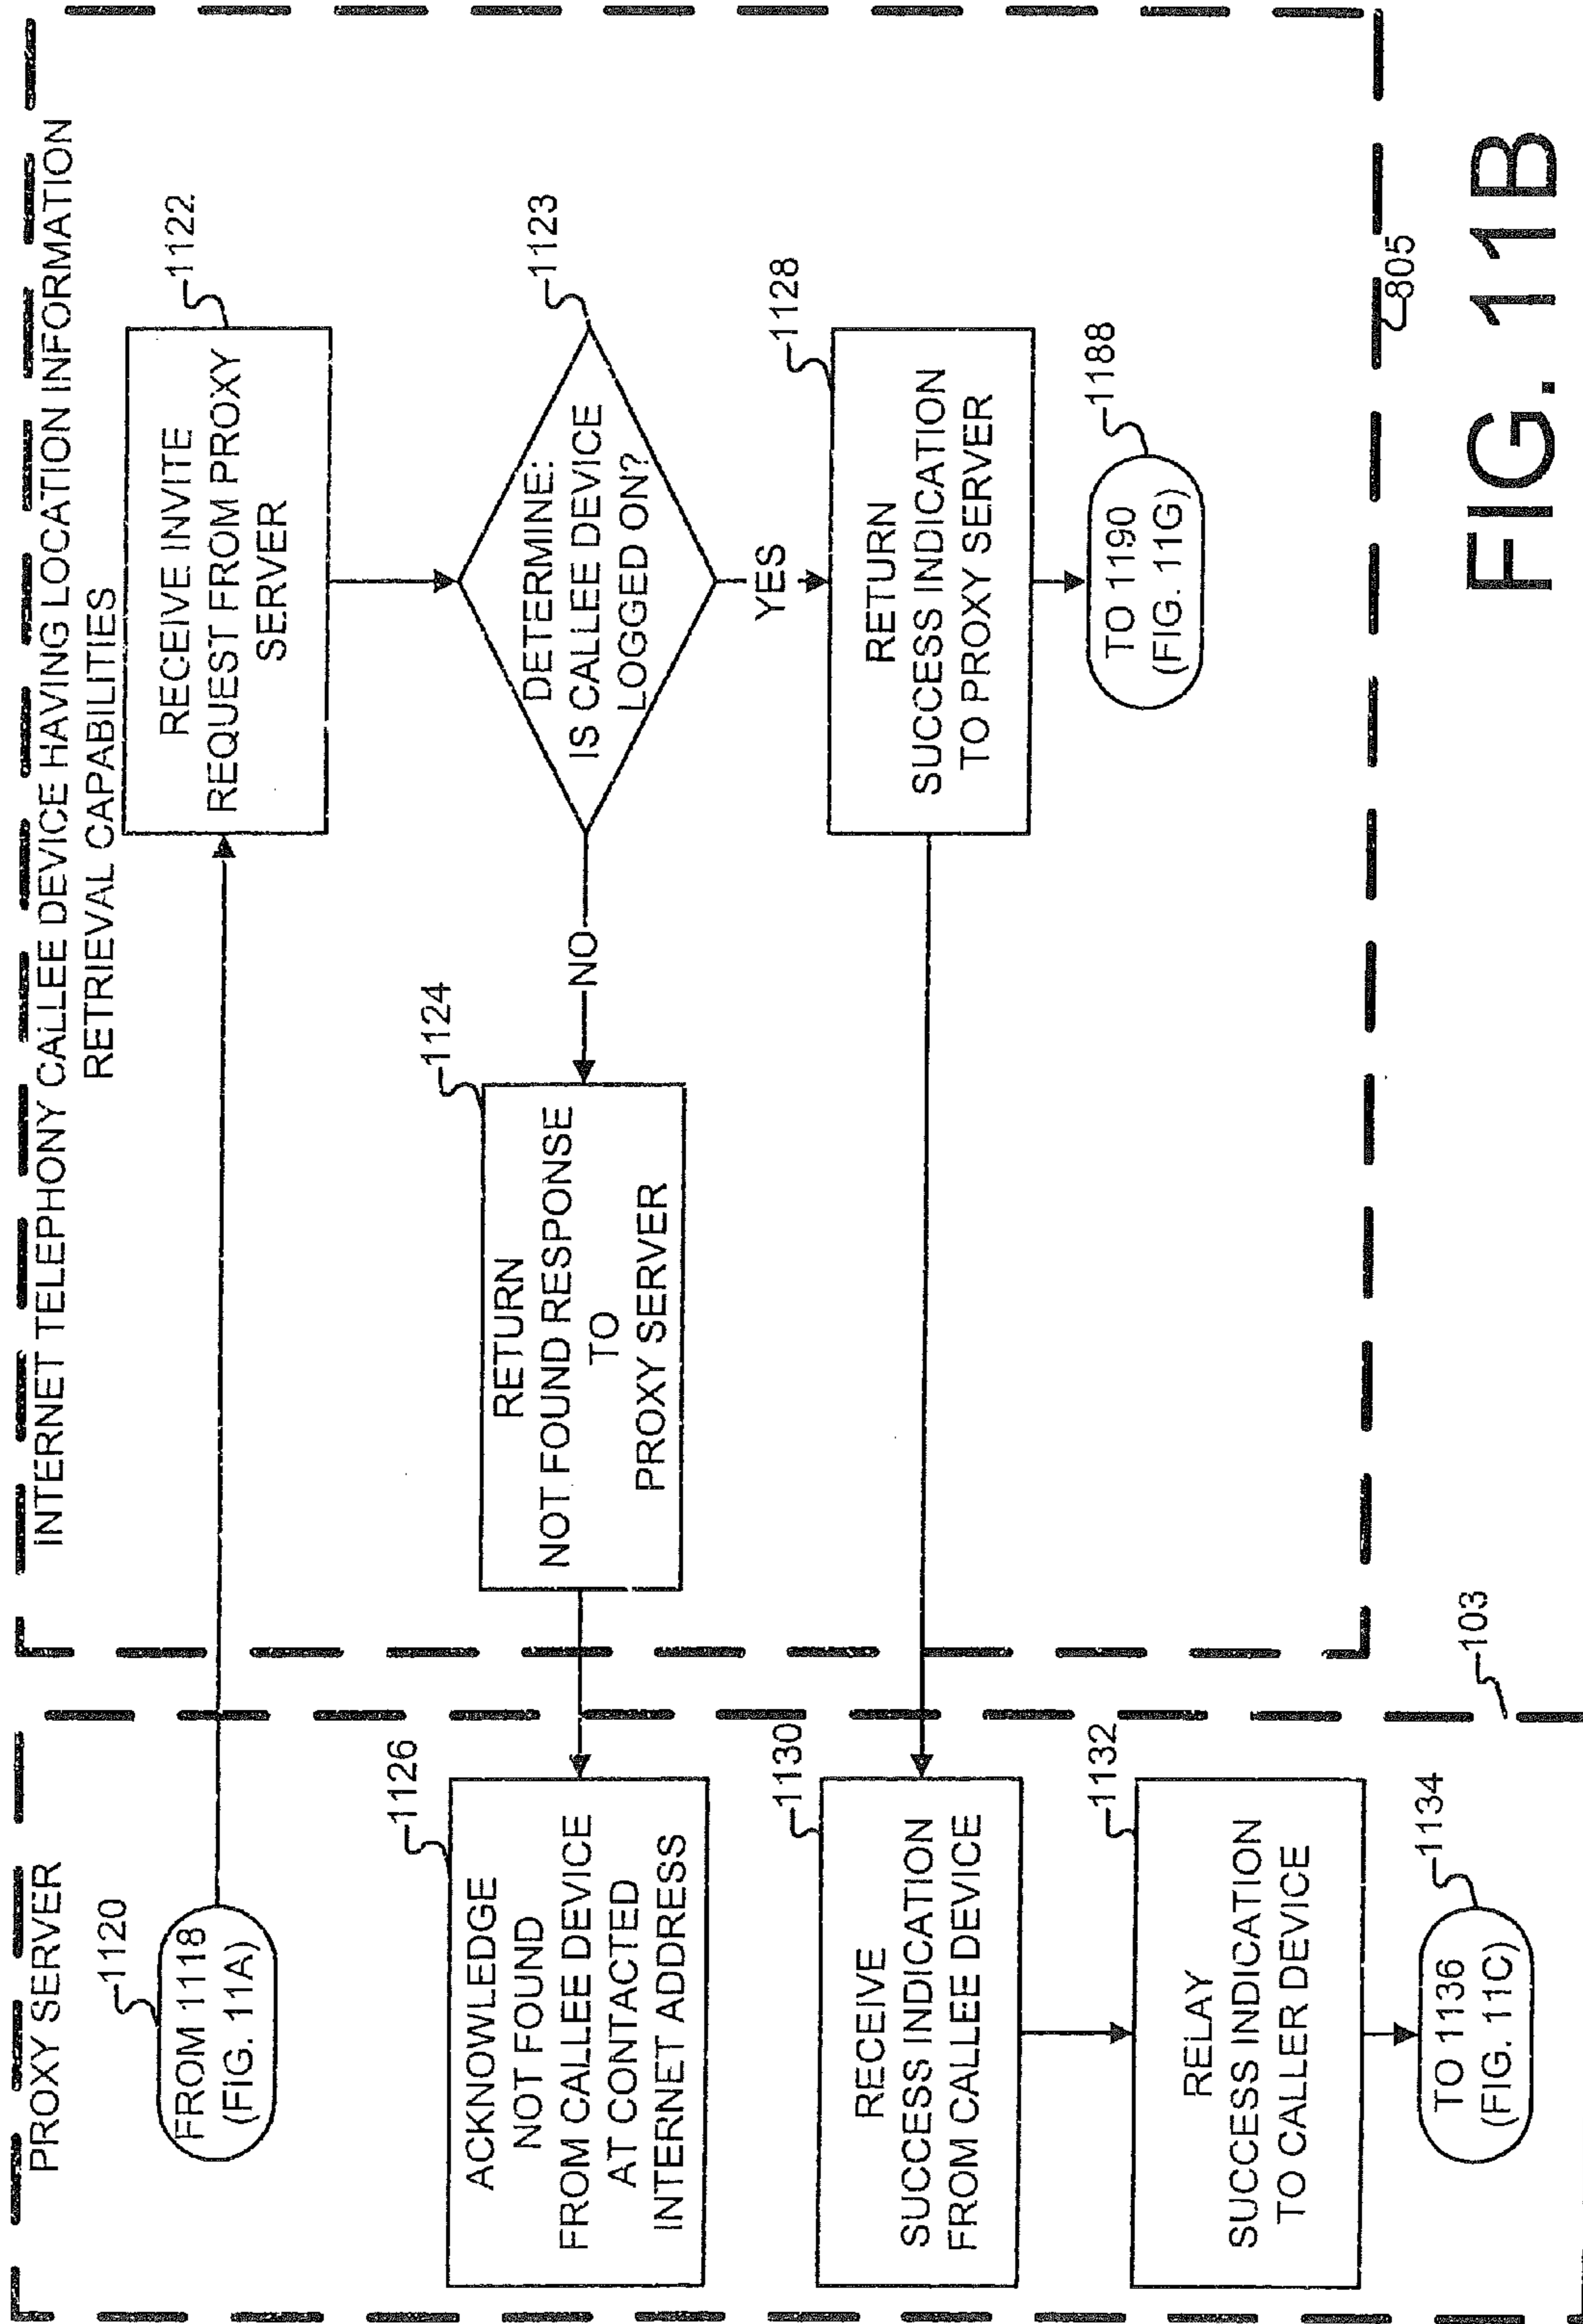 PROXY SERVER
1120
FROM 1118
(FIG. 11A)
1126
ACKNOWLEDGE
NOT FOUND
FROM CALLEE DEVICE
AT CONTACTED
INTERNET ADDRESS
1130
RECEIVE
SUCCESS INDICATION
FROM CALLEE DEVICE
1132
RELAY
SUCCESS INDICATION
TO CALLER DEVICE
1134
TO 1136
(FIG. 11C)
103
INTERNET TELEPHONY CALLEE DEVICE HAVING LOCATION INFORMATION
RETRIEVAL CAPABILITIES
1122
RECEIVE INVITE
REQUEST FROM PROXY
SERVER
1123
DETERMINE:
IS CALLEE DEVICE
LOGGED ON?
NO
YES
1124
RETURN
NOT FOUND RESPONSE
TO
PROXY SERVER
1128
RETURN
SUCCESS INDICATION
TO PROXY SERVER
1188
TO 1190
(FIG. 11G)
805
FIG. 11B